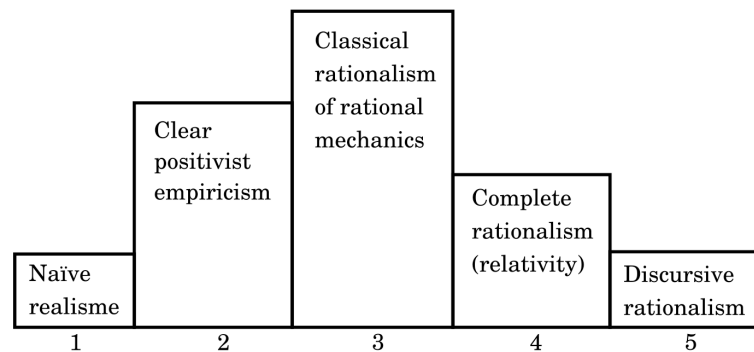 Naïve
realisme
Clear
positivist
empiricism
Classical
rationalism
of rational
mechanics
Complete
rationalism
(relativity)
Discursive
rationalism
1 2 3 4 5